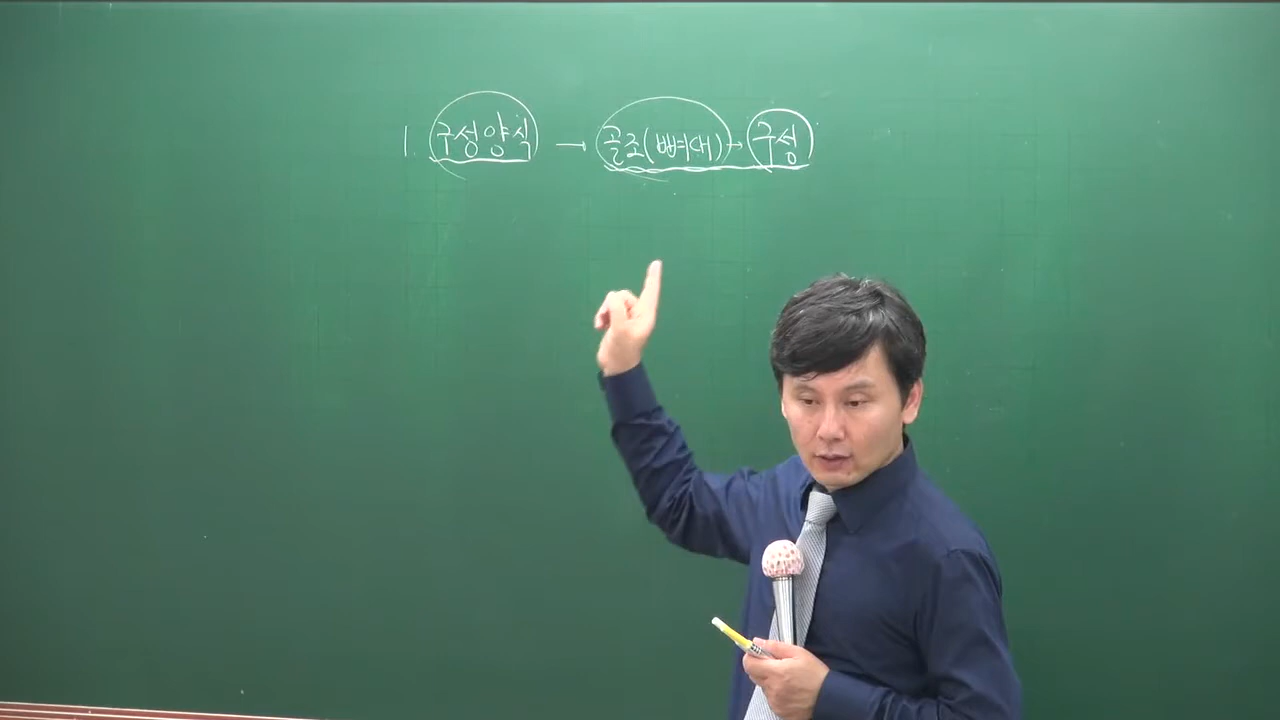 1. 구성양식 → 골조(뼈대) → 구성